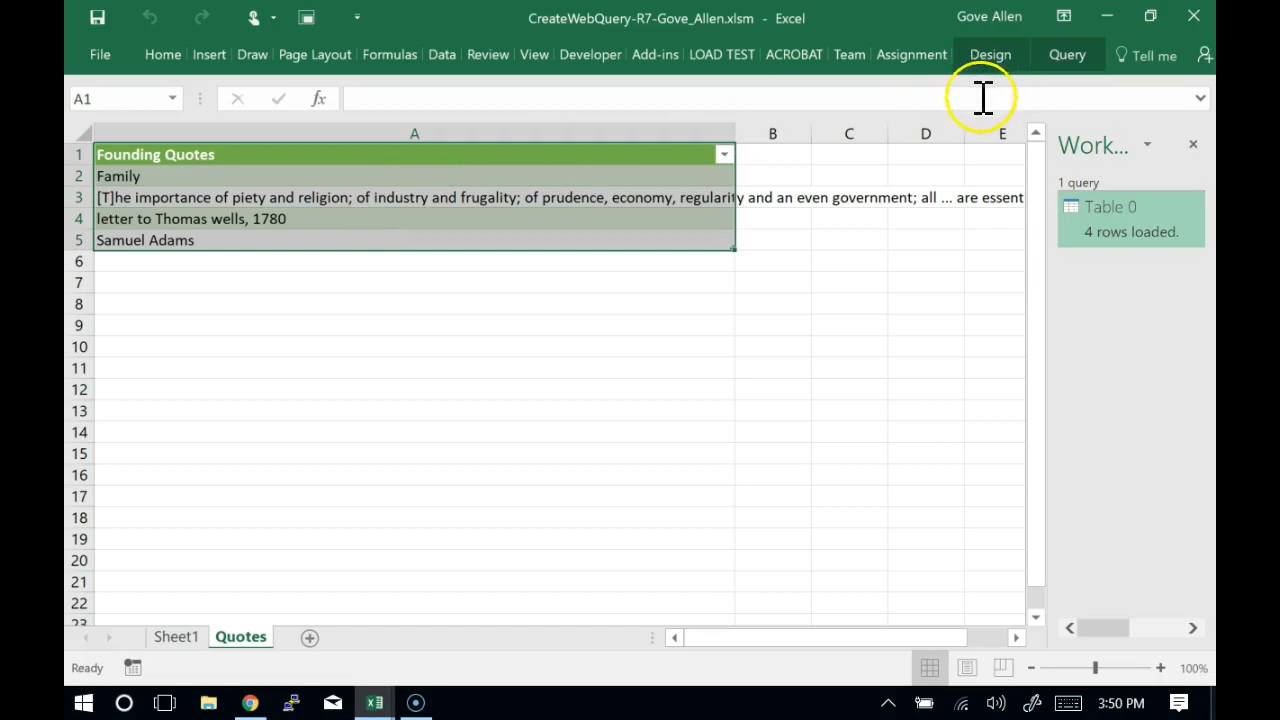 CreateWebQuery-R7-Gove_Allen.xlsm - Excel
Gove Allen
File Home Insert Draw Page Layout Formulas Data Review View Developer Add-ins LOAD TEST ACROBAT Team Assignment Design Query Tell me
A1 fx
A B C D E
1 Founding Quotes
2 Family
3 [T]he importance of piety and religion; of industry and frugality; of prudence, economy, regularity and an even government; all ... are essent
4 letter to Thomas wells, 1780
5 Samuel Adams
6
7
8
9
10
11
12
13
14
15
16
17
18
19
20
21
22
23
Work...
1 query
Table 0
4 rows loaded.
Sheet1 Quotes
Ready 100%
3:50 PM